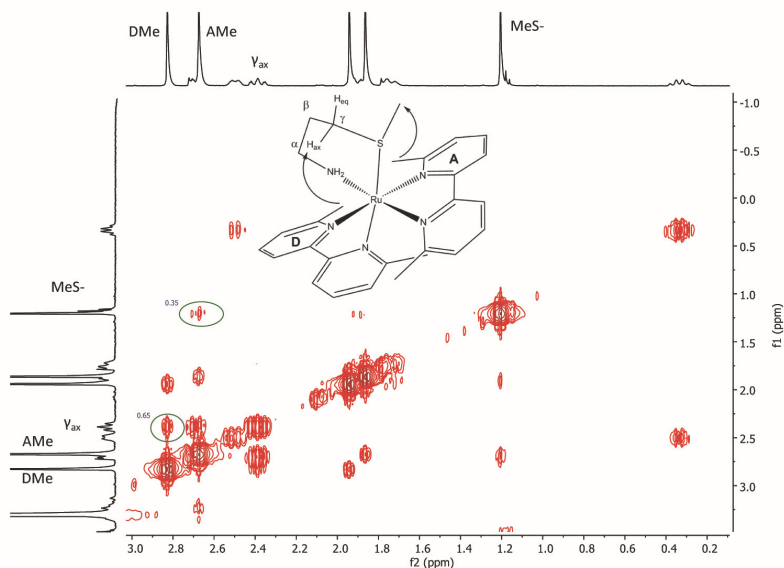 DMe
AMe
γax
MeS-
-1.0
-0.5
0.0
0.5
1.0
1.5
2.0
2.5
3.0
f1 (ppm)
MeS-
γax
AMe
DMe
β
Heq
γ
Hax
α
S
NH2
Ru
N
A
N
N
N
D
0.35
0.65
3.0 2.8 2.6 2.4 2.2 2.0 1.8 1.6 1.4 1.2 1.0 0.8 0.6 0.4 0.2
f2 (ppm)